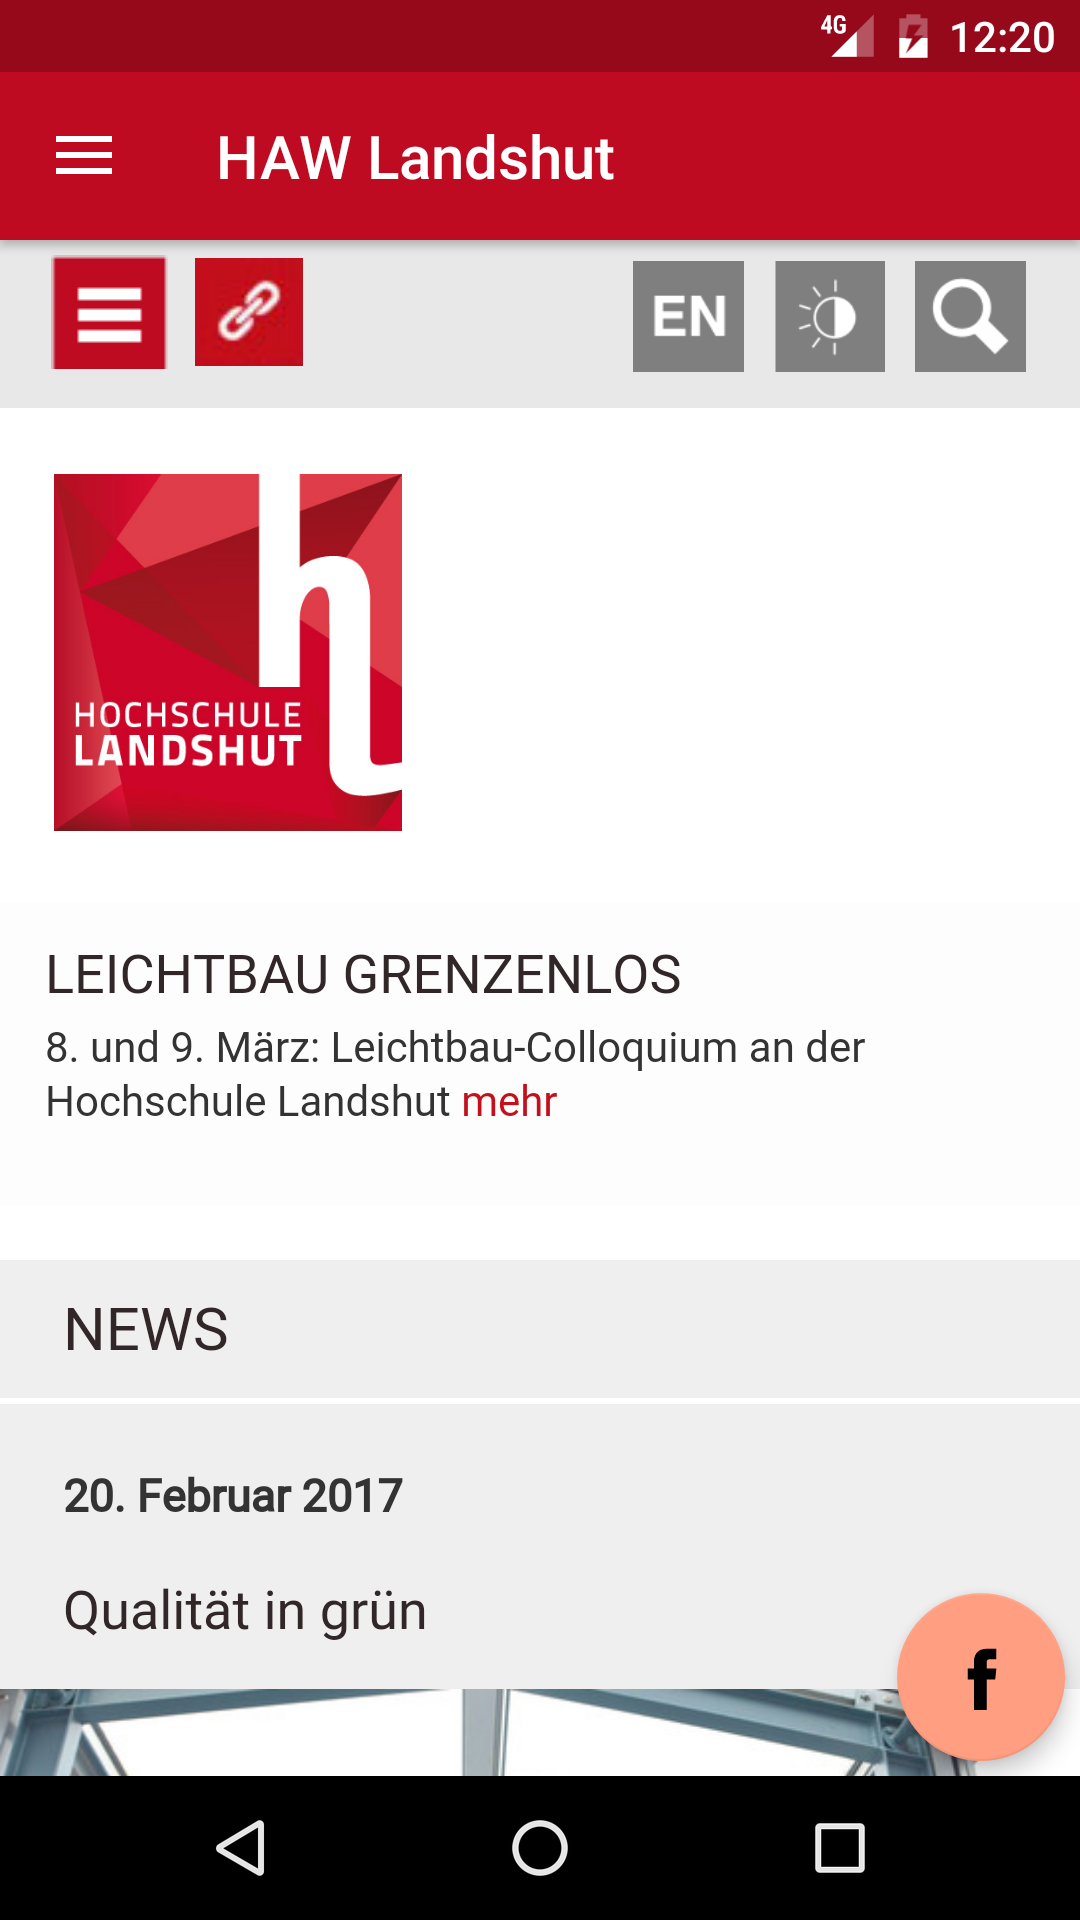 4G 12:20
HAW Landshut
EN
HOCHSCHULE
LANDSHUT
LEICHTBAU GRENZENLOS
8. und 9. März: Leichtbau-Colloquium an der
Hochschule Landshut mehr
NEWS
20. Februar 2017
Qualität in grün
f